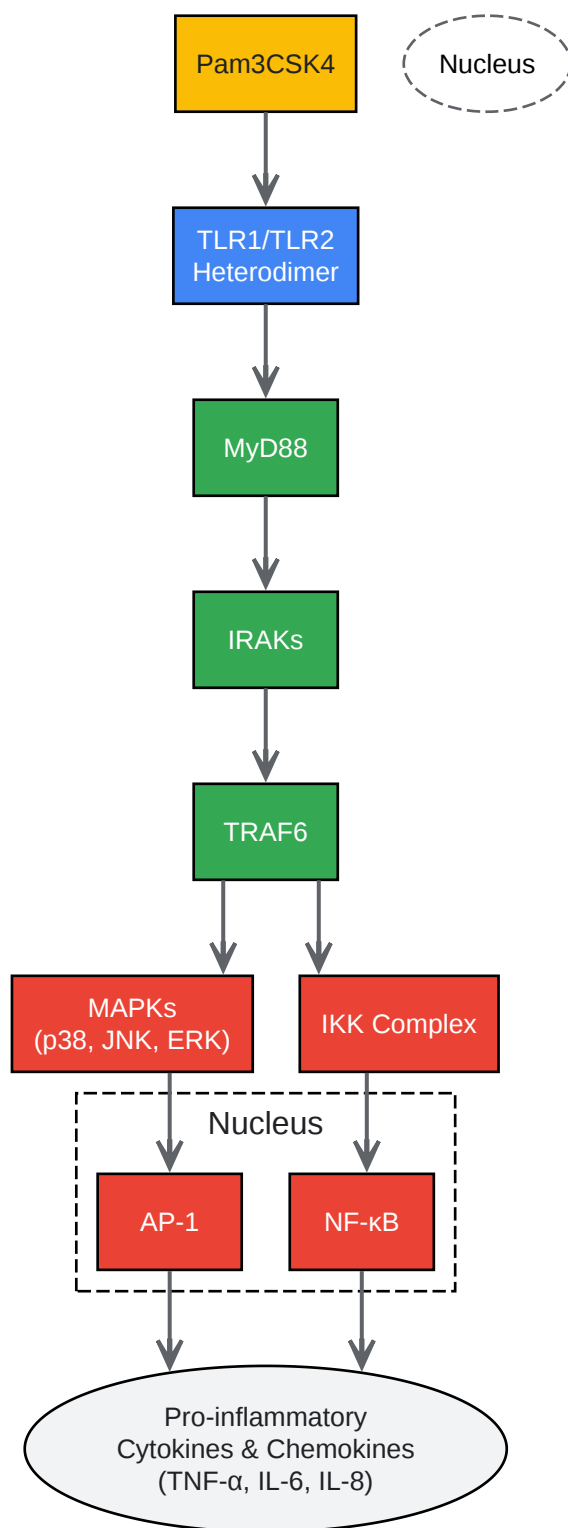 Pam3CSK4
Nucleus
TLR1/TLR2
Heterodimer
MyD88
IRAKs
TRAF6
MAPKs
(p38, JNK, ERK)
IKK Complex
Nucleus
AP-1
NF-κB
Pro-inflammatory
Cytokines & Chemokines
(TNF-α, IL-6, IL-8)